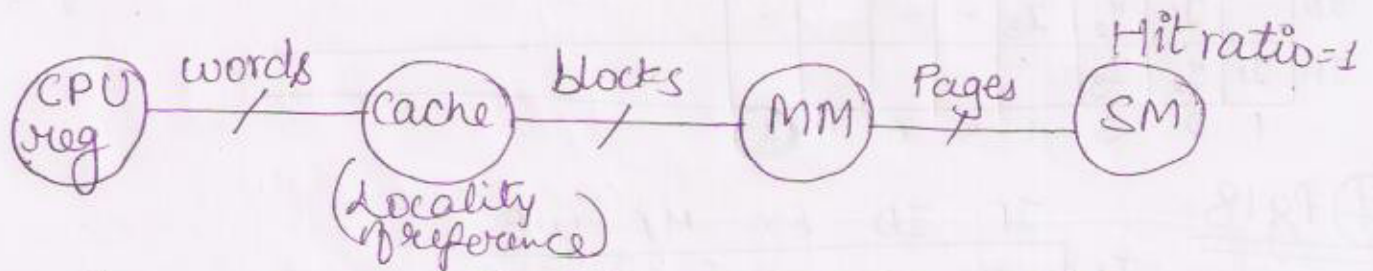 Hit ratio=1
CPU reg words cache blocks MM Pages SM
(Locality
of reference)